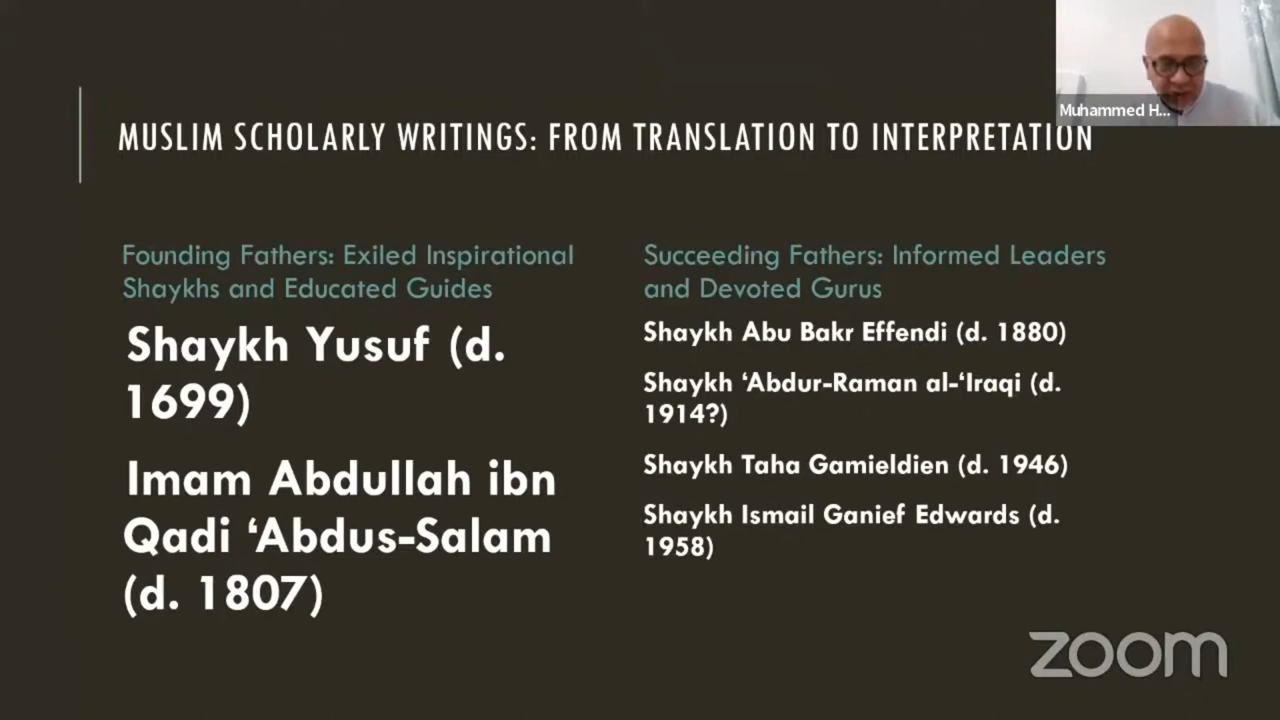 Muhammed H...
MUSLIM SCHOLARLY WRITINGS: FROM TRANSLATION TO INTERPRETATION
Founding Fathers: Exiled Inspirational
Shaykhs and Educated Guides
Shaykh Yusuf (d.
1699)
Imam Abdullah ibn
Qadi ‘Abdus-Salam
(d. 1807)
Succeeding Fathers: Informed Leaders
and Devoted Gurus
Shaykh Abu Bakr Effendi (d. 1880)
Shaykh ‘Abdur-Raman al-‘Iraqi (d.
1914?)
Shaykh Taha Gamieldien (d. 1946)
Shaykh Ismail Ganief Edwards (d.
1958)
zoom